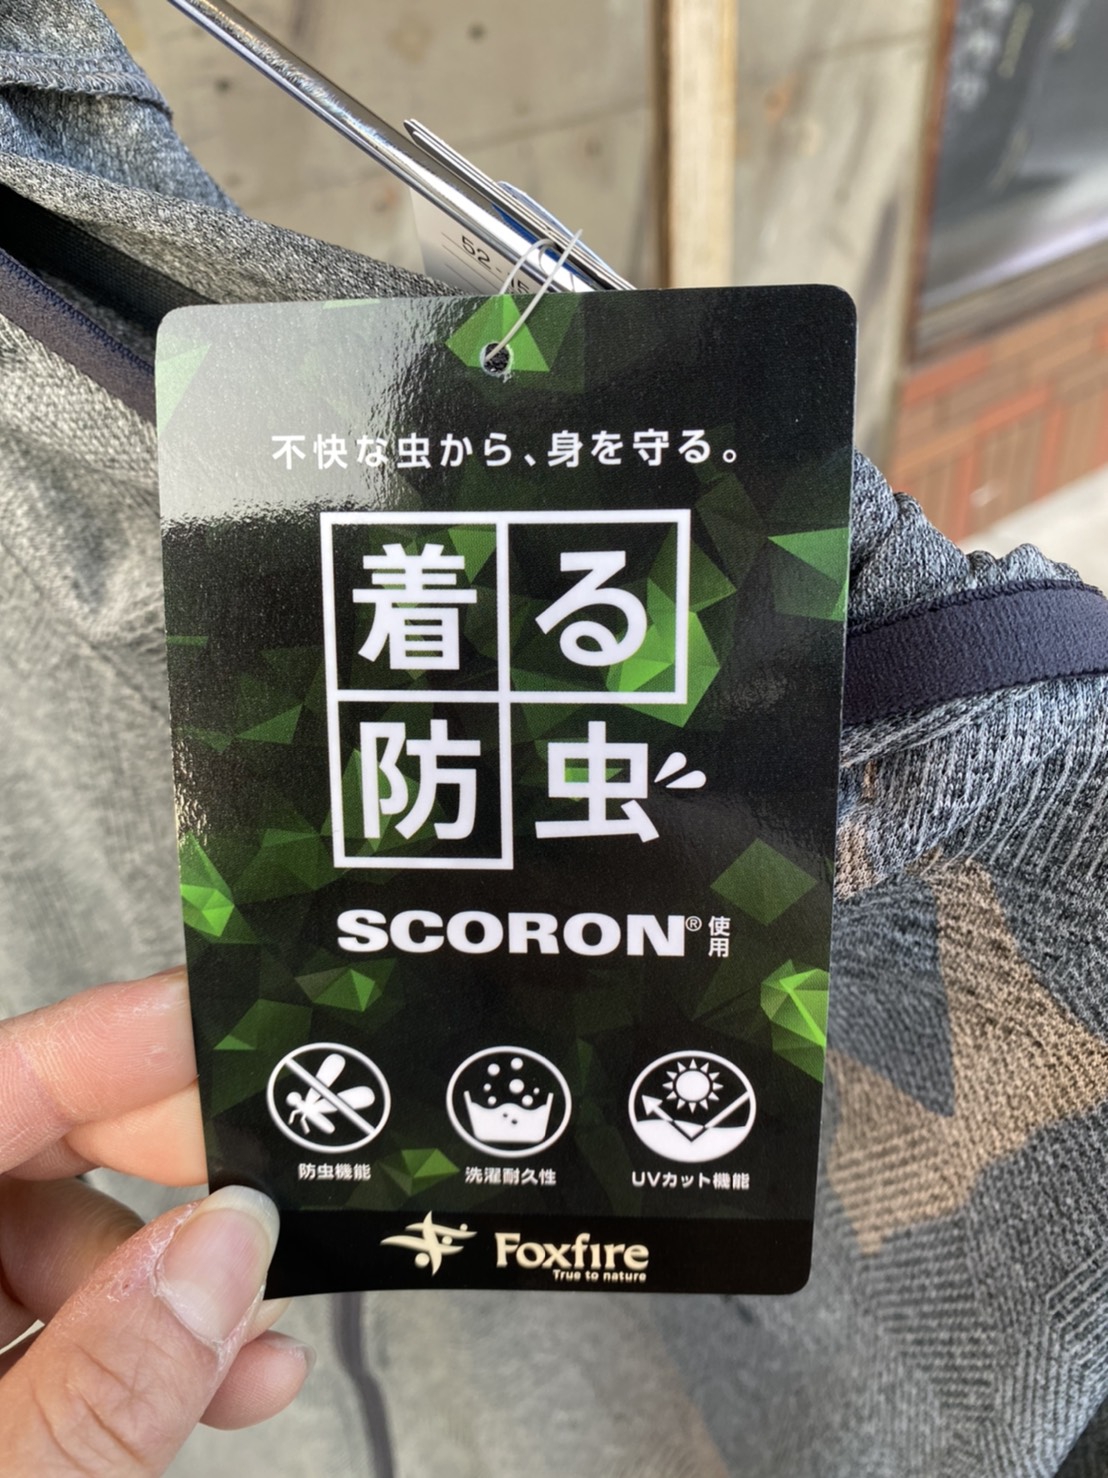 不快な虫から、身を守る。
着る
防虫
SCORON®使用
防虫機能
洗濯耐久性
UVカット機能
Foxfire
True to nature